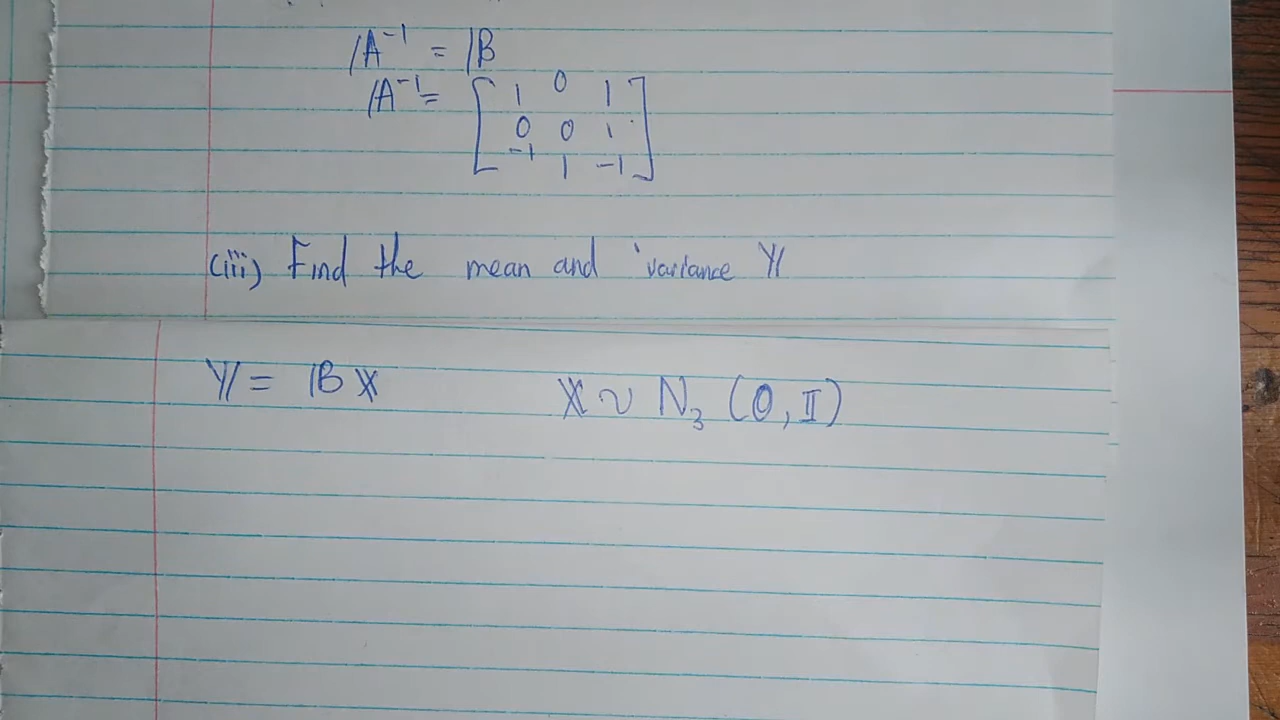 𝔸⁻¹ = 𝔹
𝔸⁻¹ = [ 1 0 1
0 0 1
-1 1 -1 ]
(iii) Find the mean and variance 𝕐
𝕐 = 𝔹𝕏 𝕏 ~ N₃ (𝟘, 𝕀)